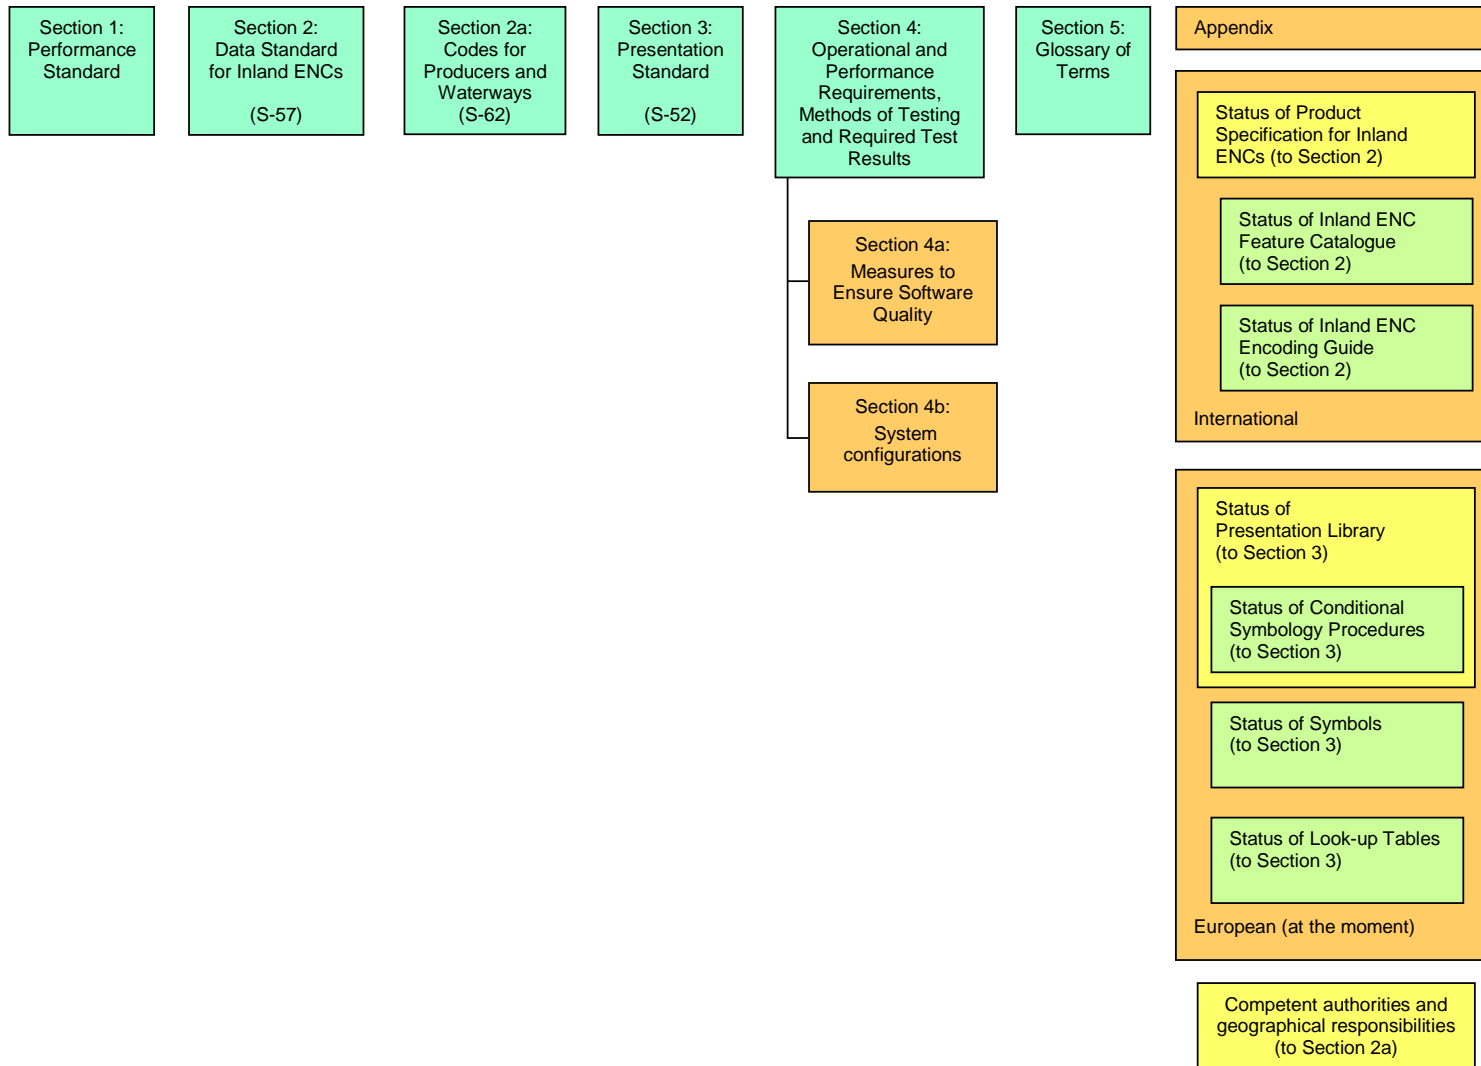 Section 1:
Performance
Standard
Section 2:
Data Standard
for Inland ENCs
(S-57)
Section 2a:
Codes for
Producers and
Waterways
(S-62)
Section 3:
Presentation
Standard
(S-52)
Section 4:
Operational and
Performance
Requirements,
Methods of Testing
and Required Test
Results
Section 5:
Glossary of
Terms
Section 4a:
Measures to
Ensure Software
Quality
Section 4b:
System
configurations
Appendix
Status of Product
Specification for Inland
ENCs (to Section 2)
Status of Inland ENC
Feature Catalogue
(to Section 2)
Status of Inland ENC
Encoding Guide
(to Section 2)
International
Status of
Presentation Library
(to Section 3)
Status of Conditional
Symbology Procedures
(to Section 3)
Status of Symbols
(to Section 3)
Status of Look-up Tables
(to Section 3)
European (at the moment)
Competent authorities and
geographical responsibilities
(to Section 2a)